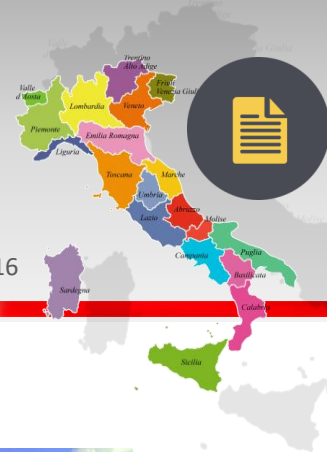 Trentino
Alto Adige
Friuli
Venezia Giul
Valle
d'Aosta
Lombardia
Veneto
Piemonte
Emilia Romagna
Liguria
Toscana
Marche
Umbria
Lazio
Abruzzo
Molise
Campania
Puglia
Basilicata
16
Sardegna
Calabria
Sicilia